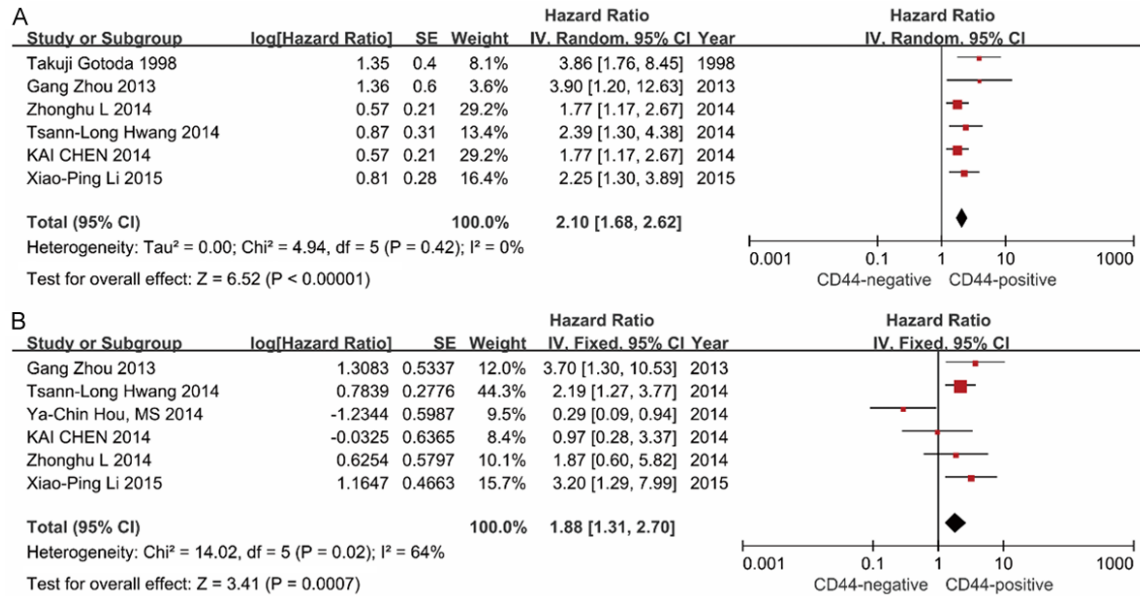 A
Hazard Ratio Hazard Ratio
Study or Subgroup log[Hazard Ratio] SE Weight IV. Random. 95% CI Year IV. Random. 95% CI
Takuji Gotoda 1998 1.35 0.4 8.1% 3.86 [1.76, 8.45] 1998
Gang Zhou 2013 1.36 0.6 3.6% 3.90 [1.20, 12.63] 2013
Zhonghu L 2014 0.57 0.21 29.2% 1.77 [1.17, 2.67] 2014
Tsann-Long Hwang 2014 0.87 0.31 13.4% 2.39 [1.30, 4.38] 2014
KAI CHEN 2014 0.57 0.21 29.2% 1.77 [1.17, 2.67] 2014
Xiao-Ping Li 2015 0.81 0.28 16.4% 2.25 [1.30, 3.89] 2015
Total (95% CI) 100.0% 2.10 [1.68, 2.62]
Heterogeneity: Tau² = 0.00; Chi² = 4.94, df = 5 (P = 0.42); I² = 0%
0.001 0.1 1 10 1000
Test for overall effect: Z = 6.52 (P < 0.00001)
CD44-negative CD44-positive
B
Hazard Ratio Hazard Ratio
Study or Subgroup log[Hazard Ratio] SE Weight IV. Fixed. 95% CI Year IV. Fixed. 95% CI
Gang Zhou 2013 1.3083 0.5337 12.0% 3.70 [1.30, 10.53] 2013
Tsann-Long Hwang 2014 0.7839 0.2776 44.3% 2.19 [1.27, 3.77] 2014
Ya-Chin Hou, MS 2014 -1.2344 0.5987 9.5% 0.29 [0.09, 0.94] 2014
KAI CHEN 2014 -0.0325 0.6365 8.4% 0.97 [0.28, 3.37] 2014
Zhonghu L 2014 0.6254 0.5797 10.1% 1.87 [0.60, 5.82] 2014
Xiao-Ping Li 2015 1.1647 0.4663 15.7% 3.20 [1.29, 7.99] 2015
Total (95% CI) 100.0% 1.88 [1.31, 2.70]
Heterogeneity: Chi² = 14.02, df = 5 (P = 0.02); I² = 64%
0.001 0.1 1 10 1000
Test for overall effect: Z = 3.41 (P = 0.0007)
CD44-negative CD44-positive